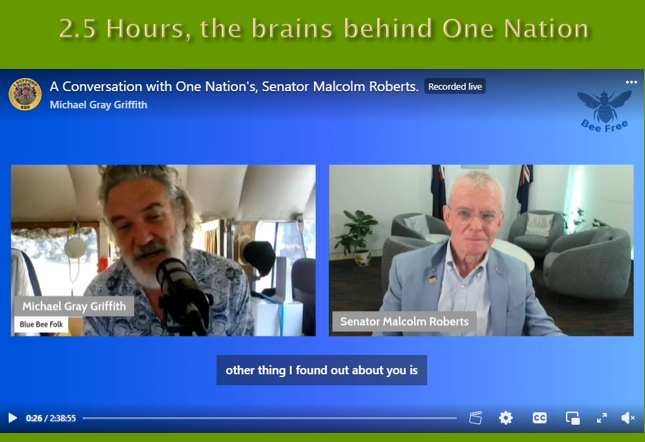 2.5 Hours, the brains behind One Nation
A Conversation with One Nation's, Senator Malcolm Roberts. Recorded live
Michael Gray Griffith
Bee Free
Michael Gray Griffith
Blue Bee Folk
Senator Malcolm Roberts
other thing I found out about you is
0:26 / 2:38:55
CC